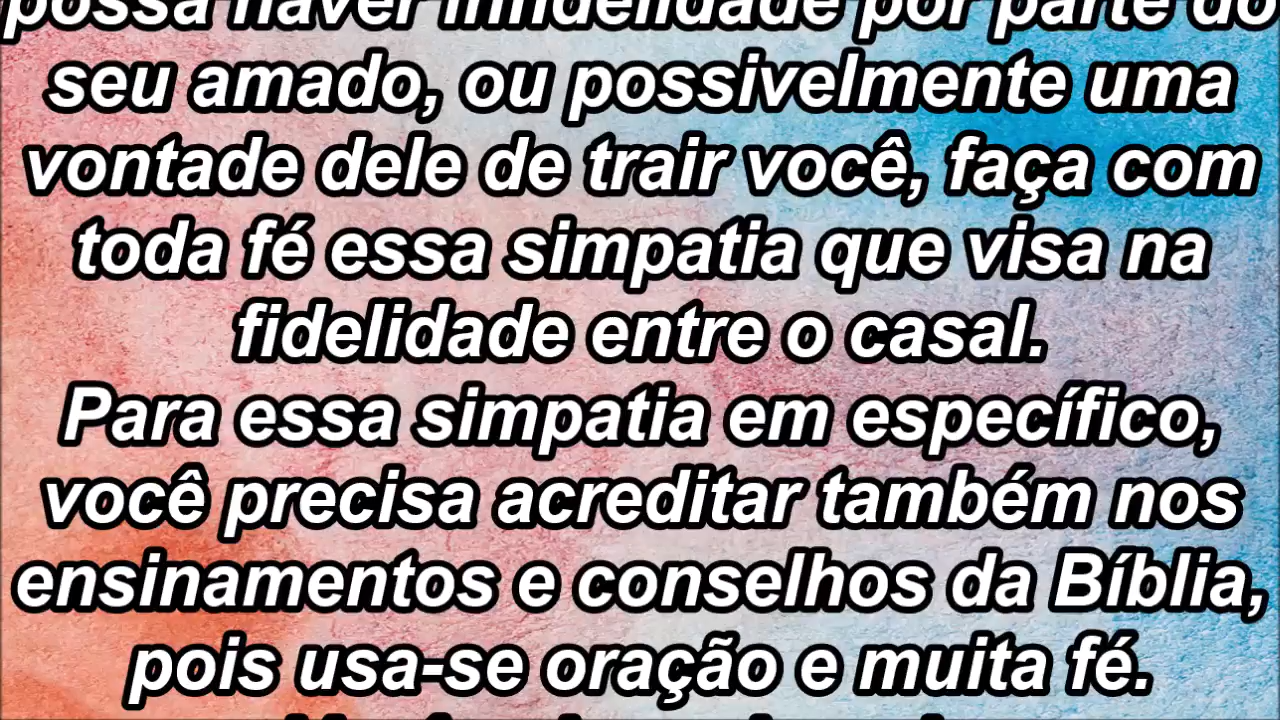 possa haver infidelidade por parte do
seu amado, ou possivelmente uma
vontade dele de trair você, faça com
toda fé essa simpatia que visa na
fidelidade entre o casal.
Para essa simpatia em específico,
você precisa acreditar também nos
ensinamentos e conselhos da Bíblia,
pois usa-se oração e muita fé.